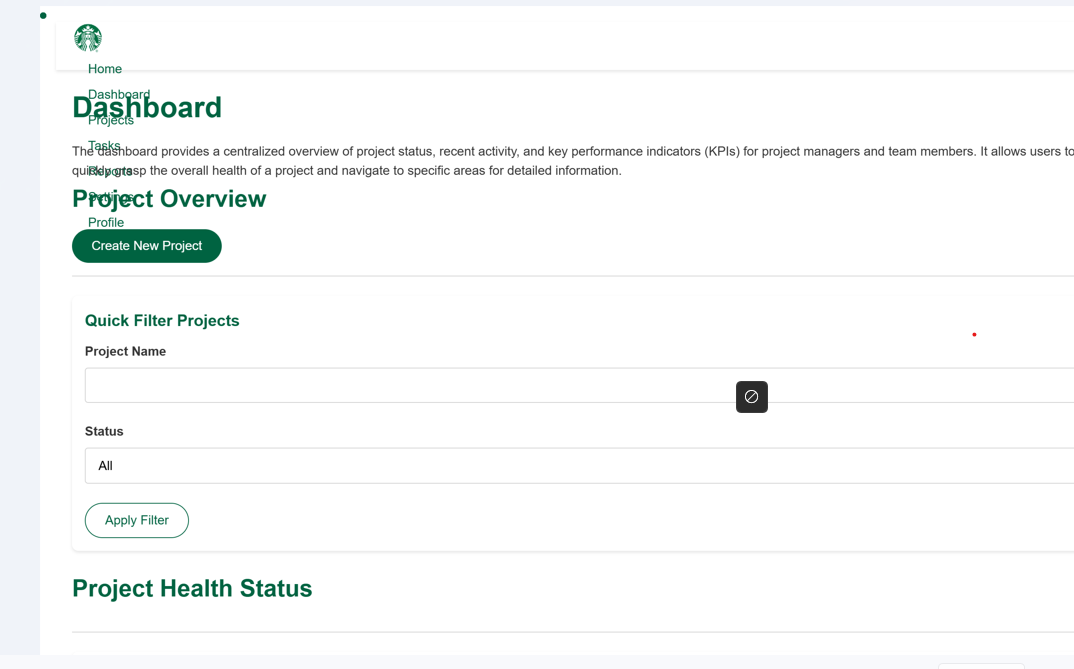 Home
Dashboard
Dashboard
Projects
Tasks
The dashboard provides a centralized overview of project status, recent activity, and key performance indicators (KPIs) for project managers and team members. It allows users to
Reports
quickly grasp the overall health of a project and navigate to specific areas for detailed information.
Settings
Project Overview
Profile
Create New Project
Quick Filter Projects
Project Name
Status
All
Apply Filter
Project Health Status